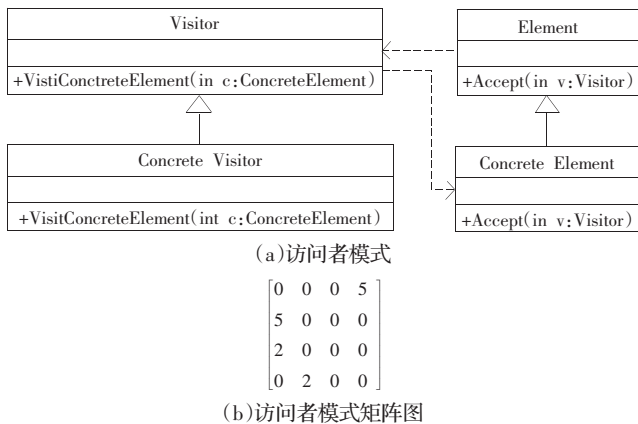 Visitor
+VistiConctreteElement(in c:ConcreteElement)
Element
+Accept(in v:Visitor)
Concrete Visitor
+VisitConcreteElement(int c:ConcreteElement)
Concrete Element
+Accept(in v:Visitor)
(a)访问者模式
0 0 0 5
5 0 0 0
2 0 0 0
0 2 0 0
(b)访问者模式矩阵图